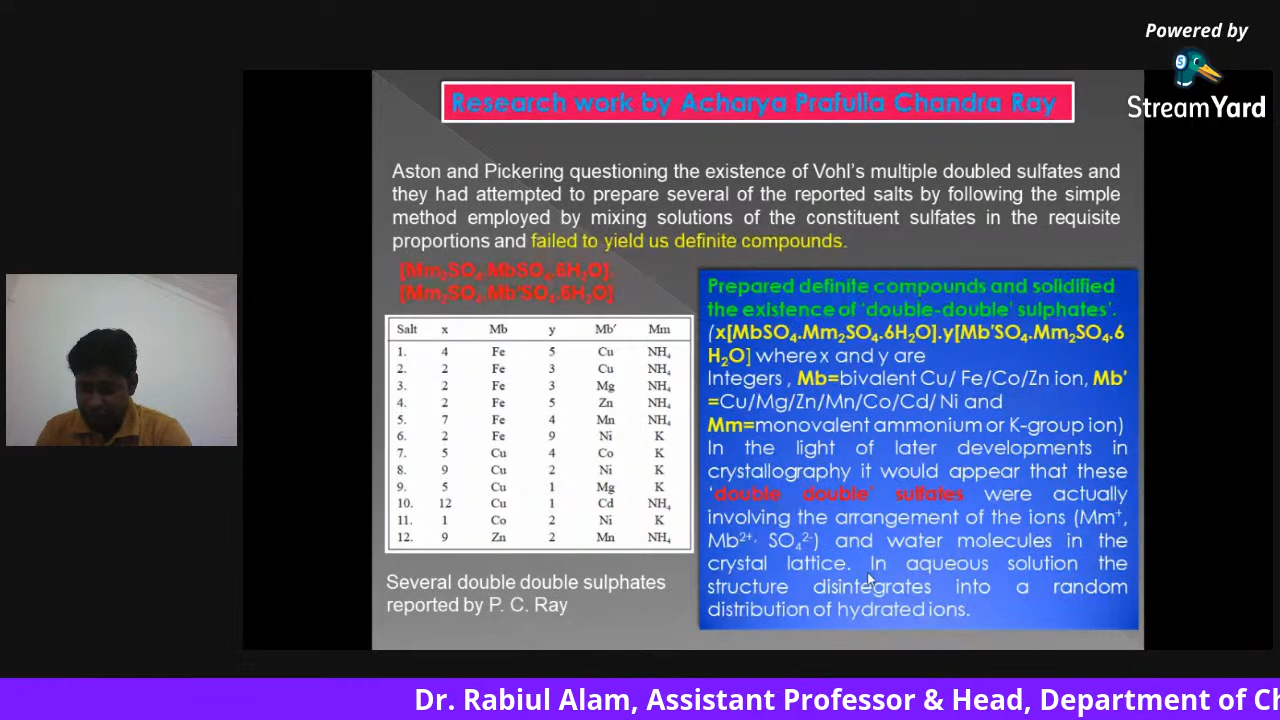 Powered by
StreamYard
Research work by Acharya Prafulla Chandra Ray
Aston and Pickering questioning the existence of Vohl's multiple doubled sulfates and
they had attempted to prepare several of the reported salts by following the simple
method employed by mixing solutions of the constituent sulfates in the requisite
proportions and failed to yield us definite compounds.
[Mm₂SO₄.MbSO₄.6H₂O].
[Mm₂SO₄.Mb'SO₄.6H₂O]
Salt x Mb y Mb' Mm
1. 4 Fe 5 Cu NH₄
2. 2 Fe 3 Cu NH₄
3. 2 Fe 3 Mg NH₄
4. 2 Fe 5 Zn NH₄
5. 7 Fe 4 Mn NH₄
6. 2 Fe 9 Ni K
7. 5 Cu 4 Co K
8. 9 Cu 2 Ni K
9. 5 Cu 1 Mg K
10. 12 Cu 1 Cd NH₄
11. 1 Co 2 Ni K
12. 9 Zn 2 Mn NH₄
Several double double sulphates
reported by P. C. Ray
Prepared definite compounds and solidified
the existence of 'double-double' sulphates'.
(x[MbSO₄.Mm₂SO₄.6H₂O].y[Mb'SO₄.Mm₂SO₄.6
H₂O] where x and y are
Integers , Mb=bivalent Cu/ Fe/Co/Zn ion, Mb'
=Cu/Mg/Zn/Mn/Co/Cd/ Ni and
Mm=monovalent ammonium or K-group ion)
In the light of later developments in
crystallography it would appear that these
'double double' sulfates were actually
involving the arrangement of the ions (Mm⁺,
Mb²⁺, SO₄²⁻) and water molecules in the
crystal lattice. In aqueous solution the
structure disintegrates into a random
distribution of hydrated ions.
Dr. Rabiul Alam, Assistant Professor & Head, Department of Ch